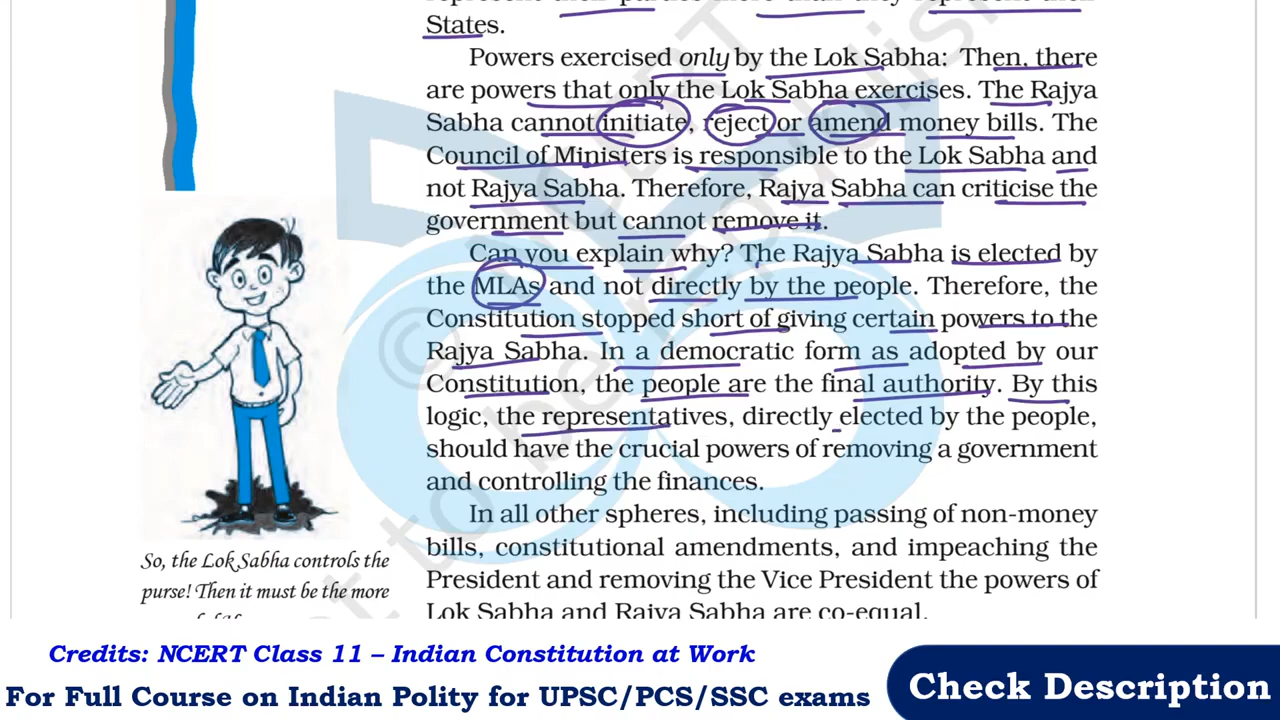 represent their parties more than they represent their
States.
Powers exercised only by the Lok Sabha: Then, there
are powers that only the Lok Sabha exercises. The Rajya
Sabha cannot initiate, reject or amend money bills. The
Council of Ministers is responsible to the Lok Sabha and
not Rajya Sabha. Therefore, Rajya Sabha can criticise the
government but cannot remove it.
Can you explain why? The Rajya Sabha is elected by
the MLAs and not directly by the people. Therefore, the
Constitution stopped short of giving certain powers to the
Rajya Sabha. In a democratic form as adopted by our
Constitution, the people are the final authority. By this
logic, the representatives, directly elected by the people,
should have the crucial powers of removing a government
and controlling the finances.
In all other spheres, including passing of non-money
bills, constitutional amendments, and impeaching the
President and removing the Vice President the powers of
Lok Sabha and Rajya Sabha are co-equal.
So, the Lok Sabha controls the
purse! Then it must be the more
Credits: NCERT Class 11 – Indian Constitution at Work
For Full Course on Indian Polity for UPSC/PCS/SSC exams
Check Description